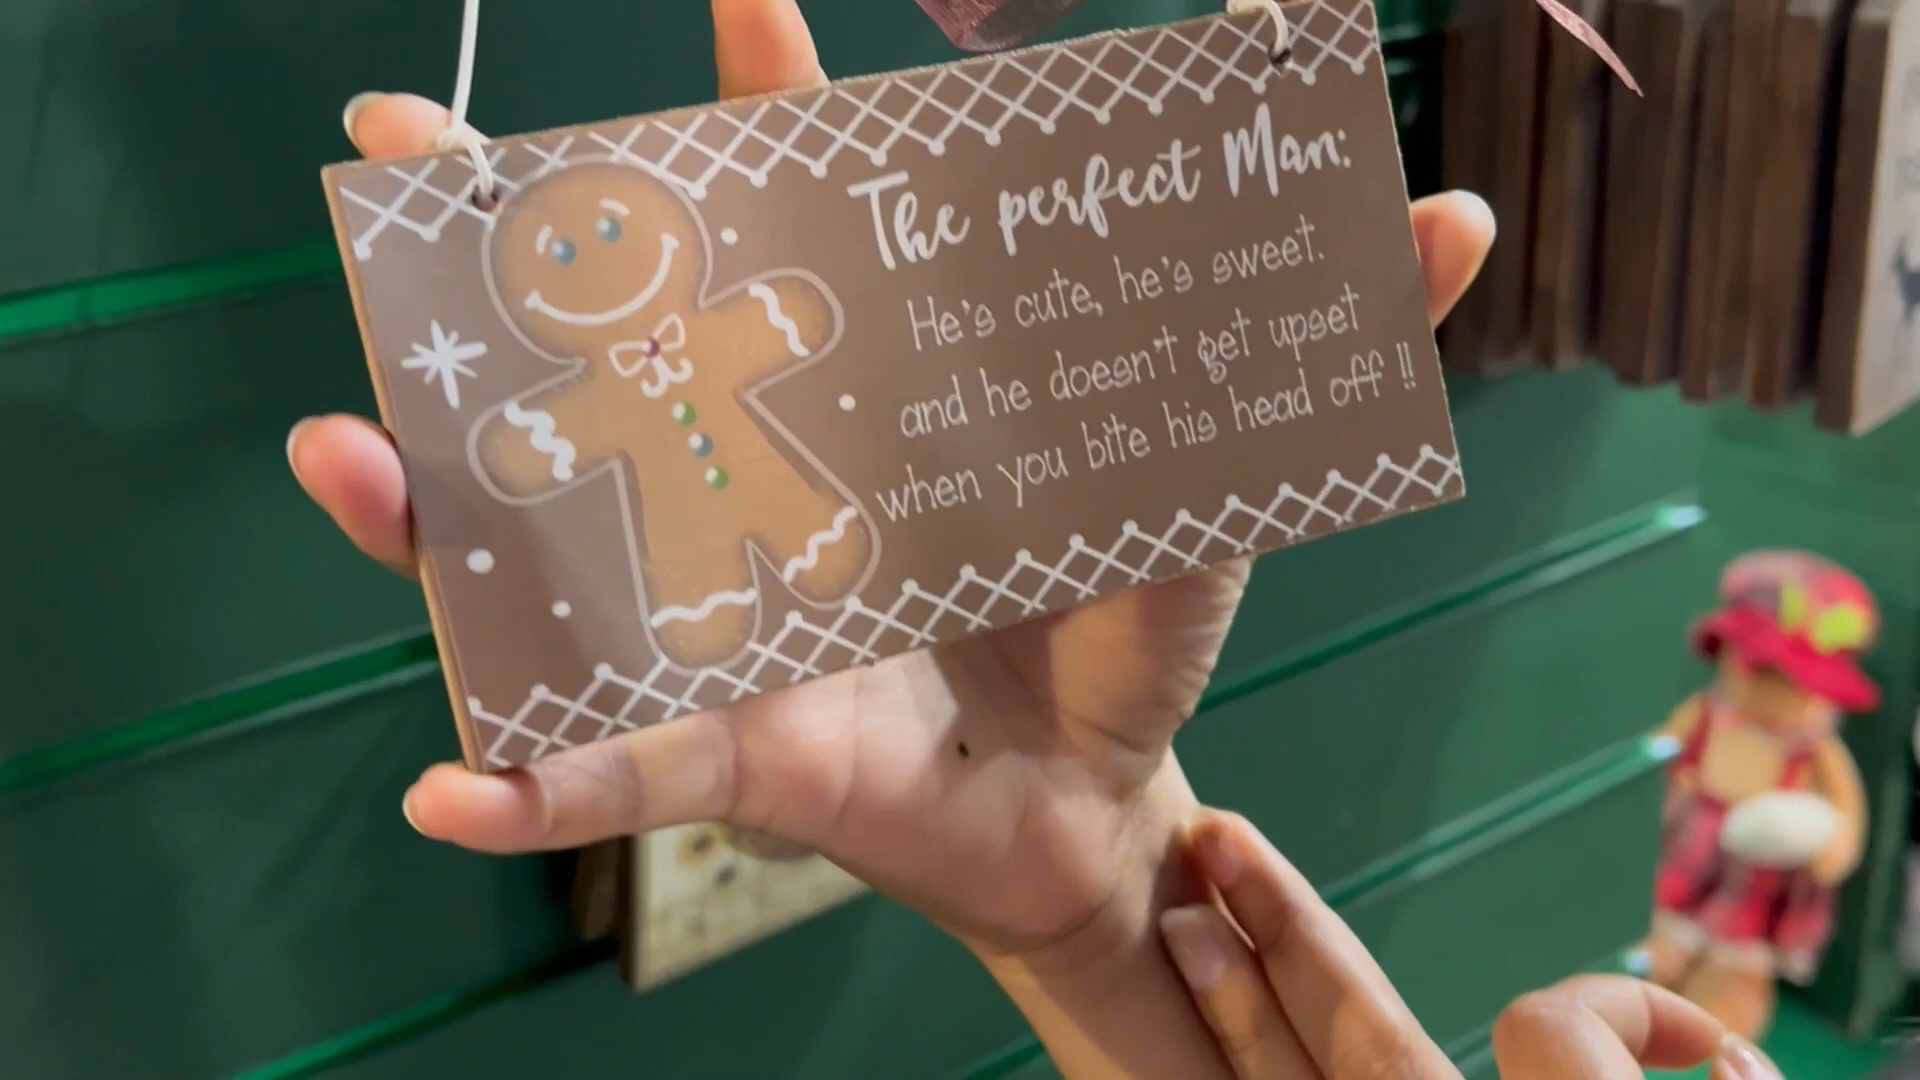 The perfect Man:
He's cute, he's sweet.
and he doesn't get upset
when you bite his head off !!